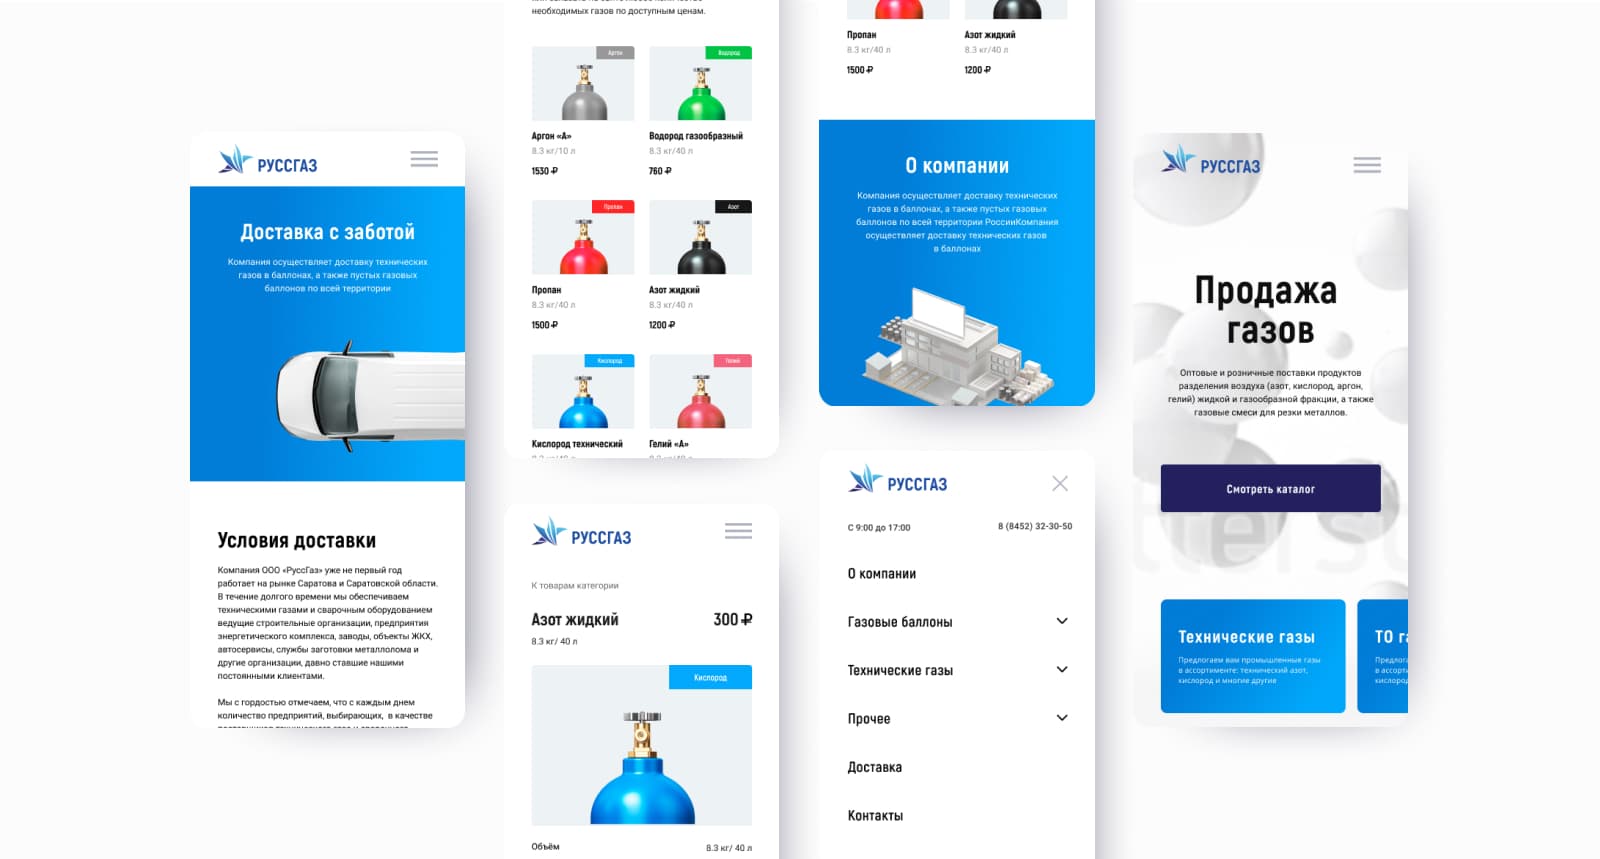 РУССГАЗ
Доставка с заботой
Компания осуществляет доставку технических
газов в баллонах, а также пустых газовых
баллонов по всей территории
Условия доставки
Компания ООО «РуссГаз» уже не первый год
работает на рынке Саратова и Саратовской области.
В течение долгого времени мы обеспечиваем
техническими газами и сварочным оборудованием
ведущие строительные организации, предприятия
энергетического комплекса, заводы, объекты ЖКХ,
автосервисы, службы заготовки металлолома и
другие организации, давно ставшие нашими
постоянными клиентами.
Мы с гордостью отмечаем, что с каждым днем
количество предприятий, выбирающих, в качестве
необходимых газов по доступным ценам.
Аргон
Аргон «А»
8.3 кг/10 л
1530 ₽
Водород
Водород газообразный
8.3 кг/40 л
760 ₽
Пропан
Пропан
8.3 кг/40 л
1500 ₽
Азот
Азот жидкий
8.3 кг/40 л
1200 ₽
Кислород
Кислород технический
8.3 кг/40 л
Гелий
Гелий «А»
8.3 кг/40 л
РУССГАЗ
К товарам категории
Азот жидкий
300 ₽
8.3 кг/ 40 л
Кислород
Объём
8.3 кг/ 40 л
Пропан
8.3 кг/40 л
1500 ₽
Азот жидкий
8.3 кг/40 л
1200 ₽
О компании
Компания осуществляет доставку технических
газов в баллонах, а также пустых газовых
баллонов по всей территории РоссииКомпания
осуществляет доставку технических газов
в баллонах
РУССГАЗ
С 9:00 до 17:00
8 (8452) 32-30-50
О компании
Газовые баллоны
Технические газы
Прочее
Доставка
Контакты
РУССГАЗ
Продажа
газов
Оптовые и розничные поставки продуктов
разделения воздуха (азот, кислород, аргон,
гелий) жидкой и газообразной фракции, а также
газовые смеси для резки металлов.
Смотреть каталог
Технические газы
Предлогаем вам промышленные газы
в ассортименте: технический азот,
кислород и многие другие
ТО г
Предлога
в ассорти
кислород